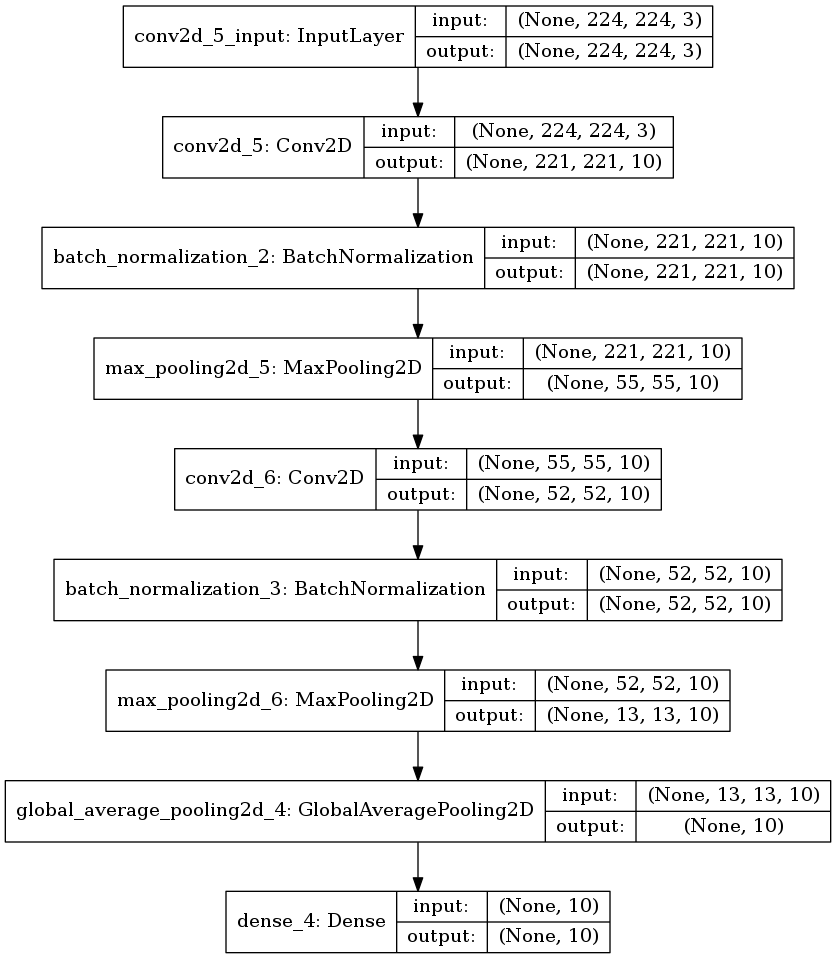 conv2d_5_input: InputLayer
input: (None, 224, 224, 3)
output: (None, 224, 224, 3)
conv2d_5: Conv2D
input: (None, 224, 224, 3)
output: (None, 221, 221, 10)
batch_normalization_2: BatchNormalization
input: (None, 221, 221, 10)
output: (None, 221, 221, 10)
max_pooling2d_5: MaxPooling2D
input: (None, 221, 221, 10)
output: (None, 55, 55, 10)
conv2d_6: Conv2D
input: (None, 55, 55, 10)
output: (None, 52, 52, 10)
batch_normalization_3: BatchNormalization
input: (None, 52, 52, 10)
output: (None, 52, 52, 10)
max_pooling2d_6: MaxPooling2D
input: (None, 52, 52, 10)
output: (None, 13, 13, 10)
global_average_pooling2d_4: GlobalAveragePooling2D
input: (None, 13, 13, 10)
output: (None, 10)
dense_4: Dense
input: (None, 10)
output: (None, 10)